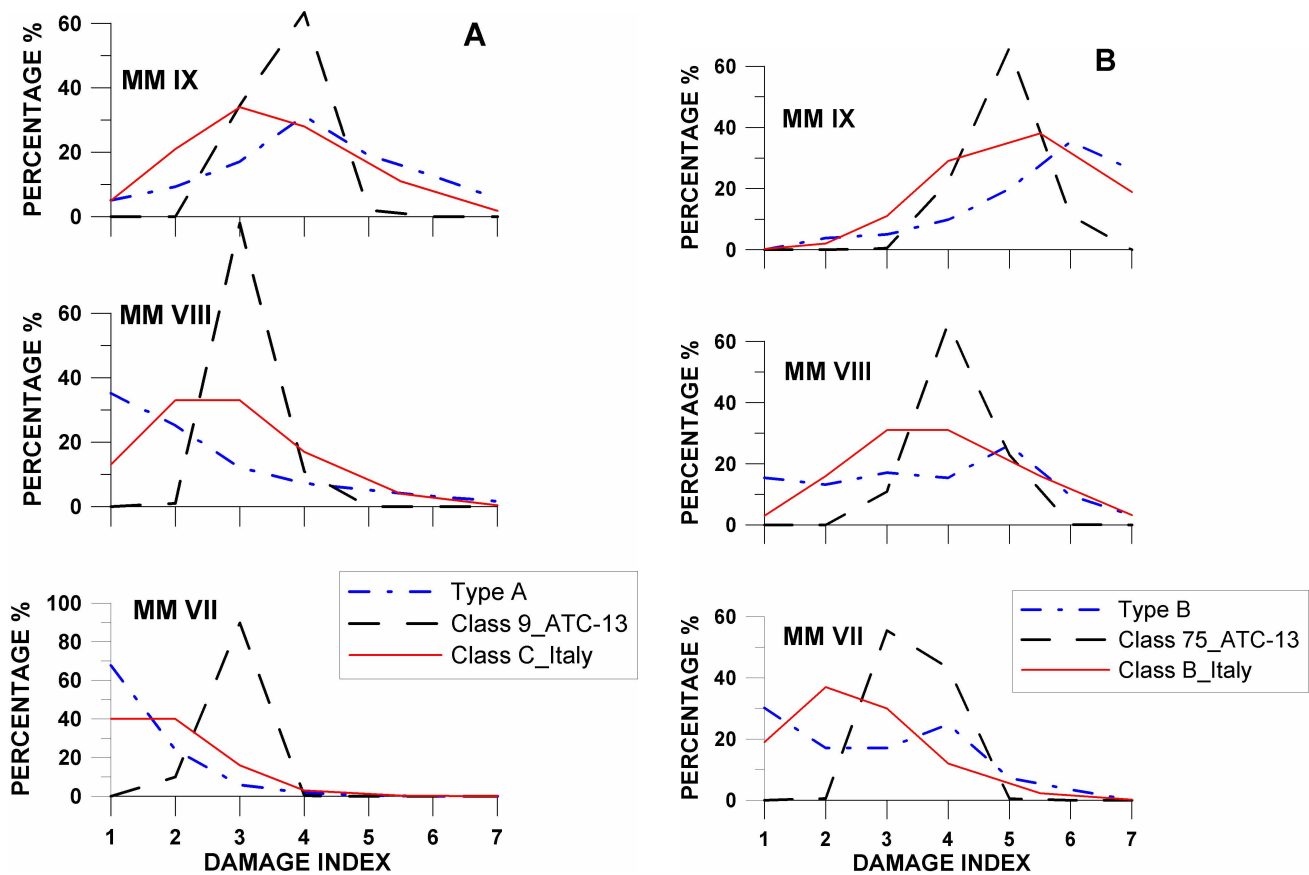 A
MM IX
PERCENTAGE %
60
40
20
0
MM VIII
PERCENTAGE %
60
40
20
0
MM VII
PERCENTAGE %
100
80
60
40
20
0
Type A
Class 9_ATC-13
Class C_Italy
1 2 3 4 5 6 7
DAMAGE INDEX
B
MM IX
PERCENTAGE %
60
40
20
0
MM VIII
PERCENTAGE %
60
40
20
0
MM VII
PERCENTAGE %
60
40
20
0
Type B
Class 75_ATC-13
Class B_Italy
1 2 3 4 5 6 7
DAMAGE INDEX